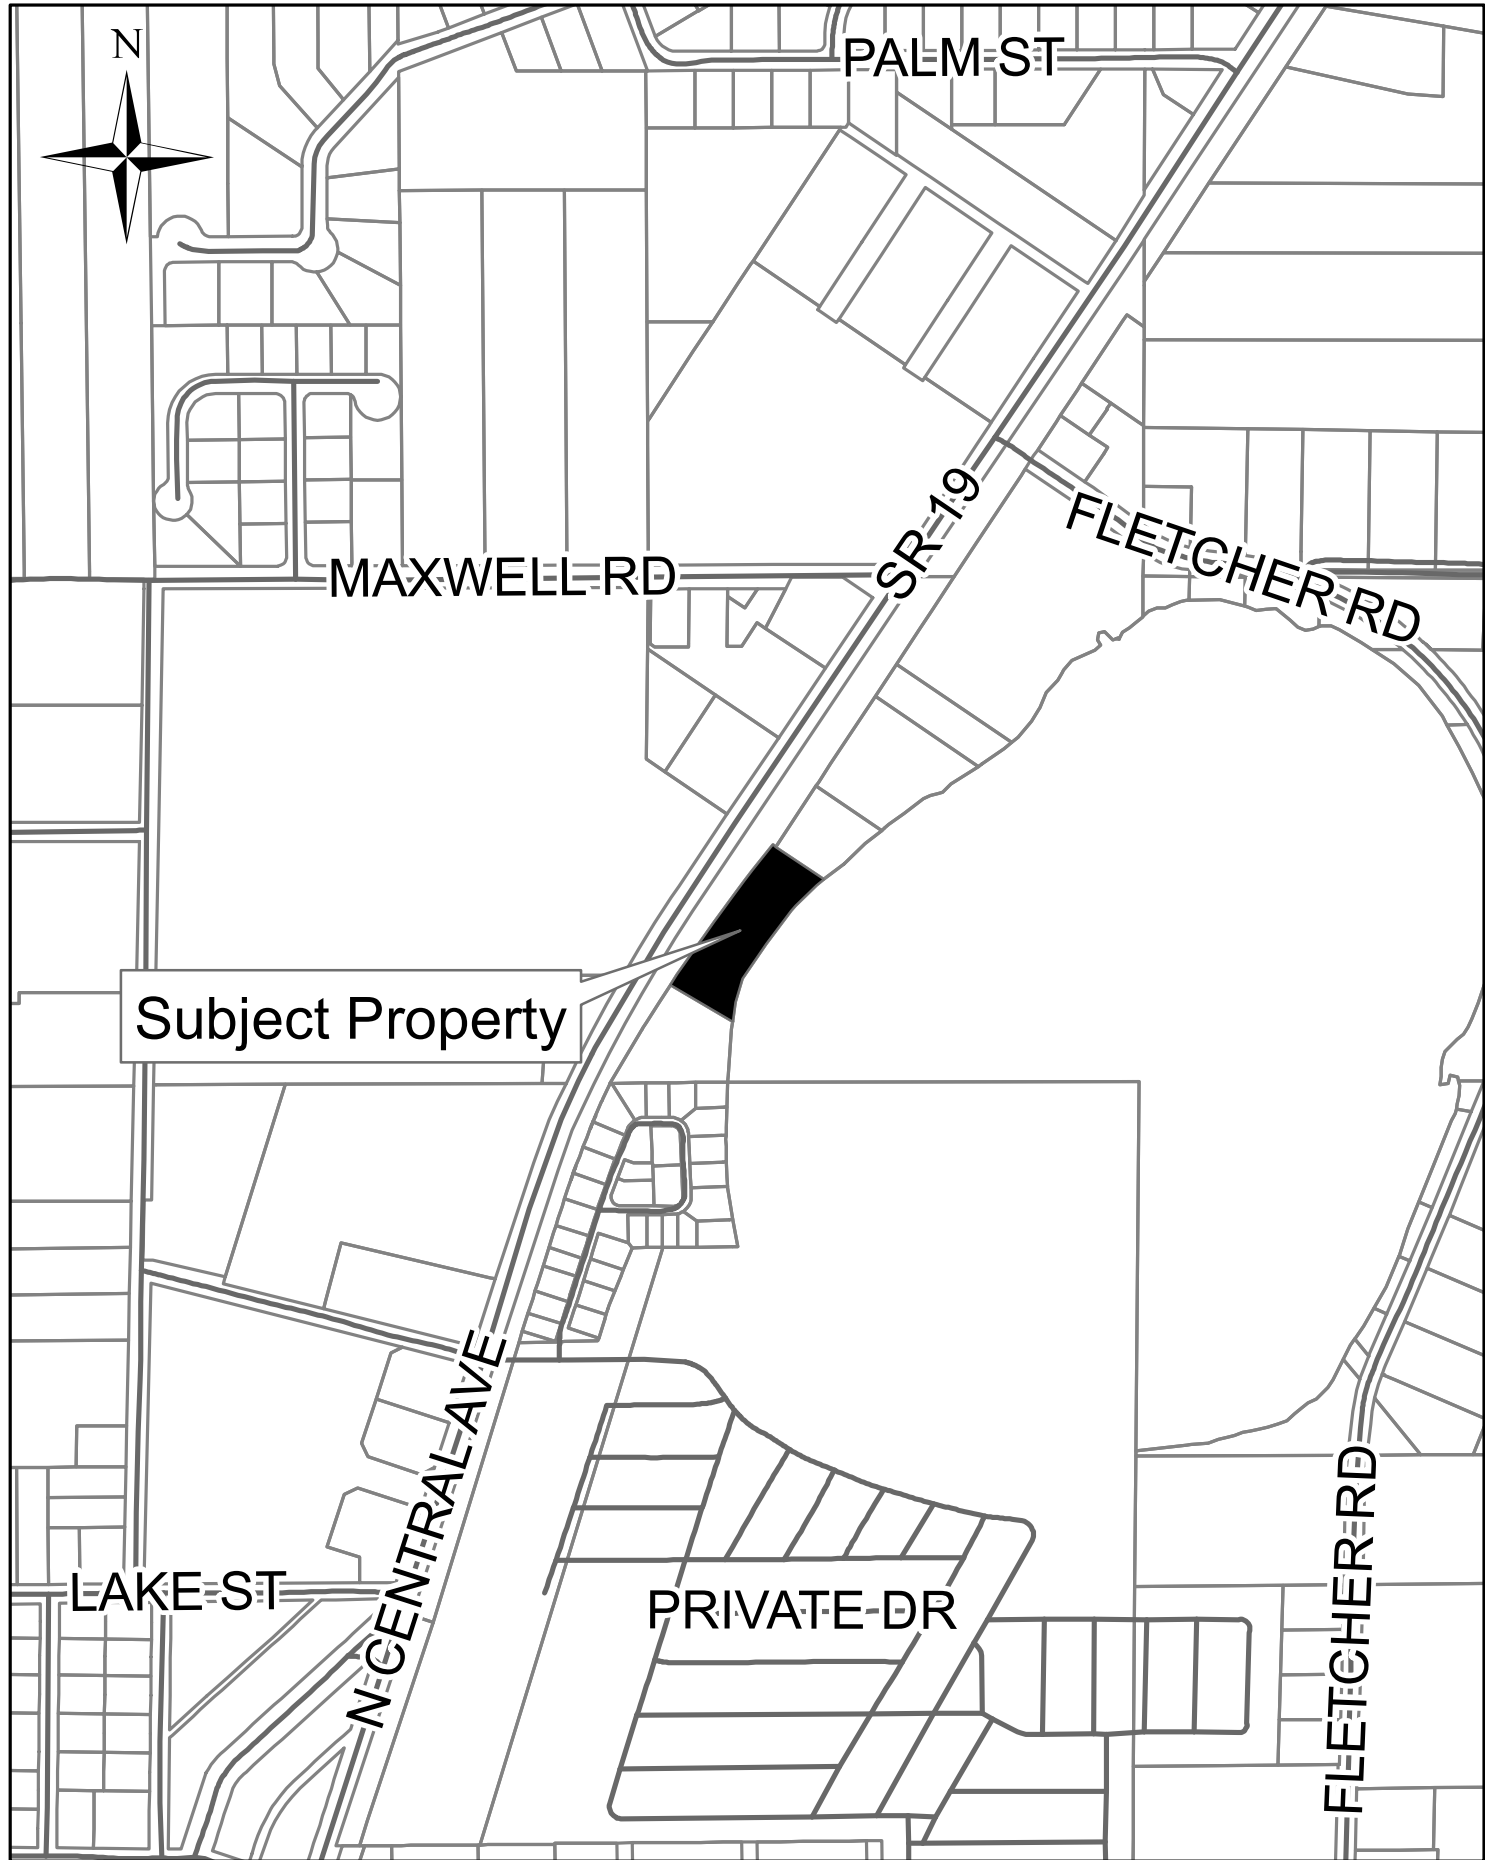 N
PALM ST
SR 19
FLETCHER RD
MAXWELL RD
Subject Property
N CENTRAL AVE
LAKE ST
PRIVATE DR
FLETCHER RD